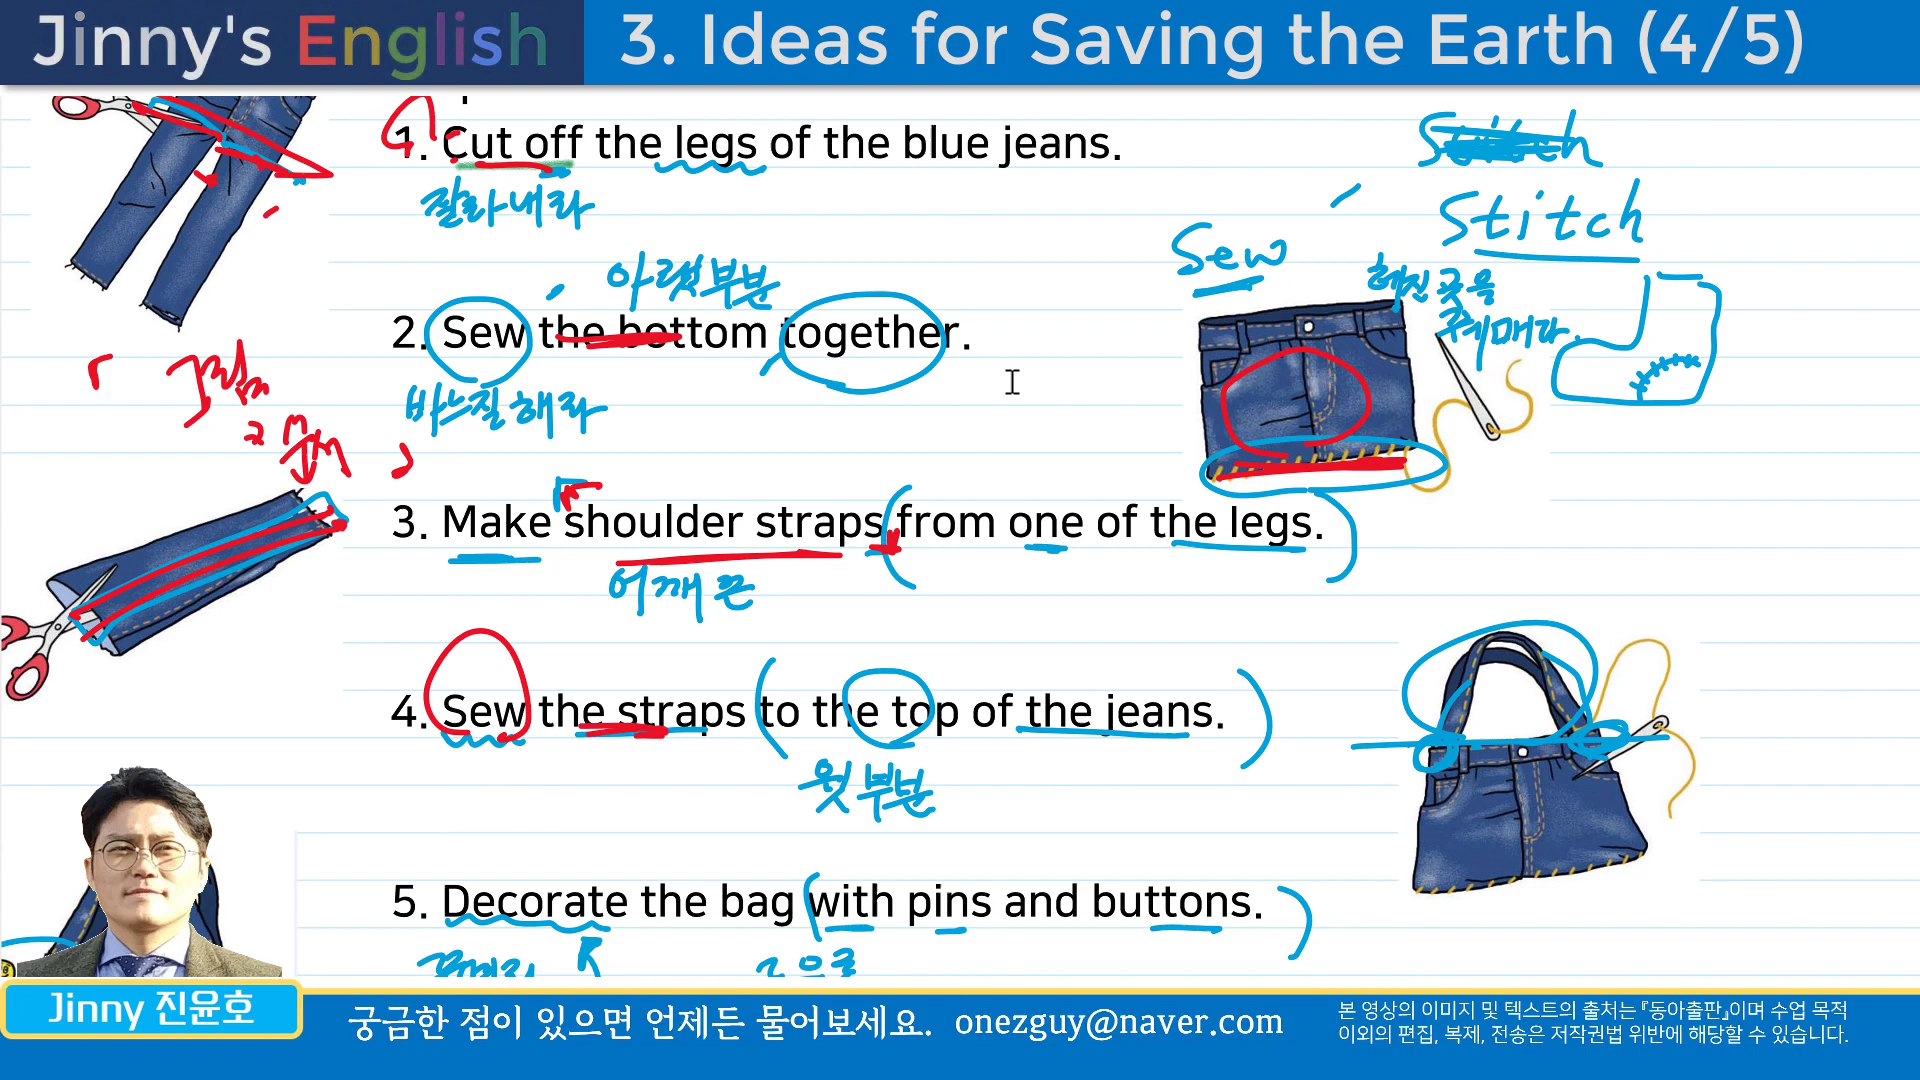 Jinny's English 3. Ideas for Saving the Earth (4/5)
1. Cut off the legs of the blue jeans.
잘라내라
Stitch
Stitch
Sew
해진 곳을
꿰매다.
아랫부분
2. Sew the bottom together.
바느질해라
3. Make shoulder straps from one of the legs.
어깨 끈
4. Sew the straps to the top of the jeans.
윗부분
5. Decorate the bag with pins and buttons.
Jinny 진윤호
궁금한 점이 있으면 언제든 물어보세요. onezguy@naver.com
본 영상의 이미지 및 텍스트의 출처는 『동아출판』이며 수업 목적
이외의 편집, 복제, 전송은 저작권법 위반에 해당할 수 있습니다.